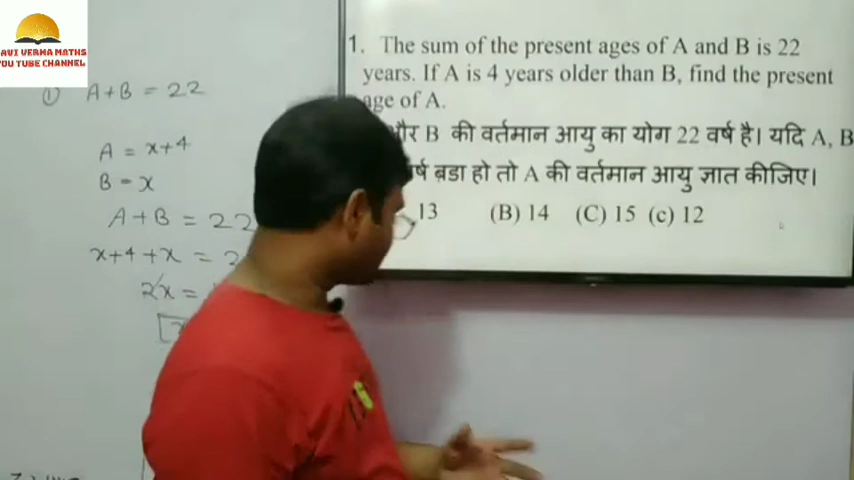 AVI VERMA MATHS
YOU TUBE CHANNEL
① A+B = 22
A = x+4
B = x
A+B = 22
x+4+x = 2
2x =
1. The sum of the present ages of A and B is 22
years. If A is 4 years older than B, find the present
age of A.
और B की वर्तमान आयु का योग 22 वर्ष है। यदि A, B
वर्ष बडा हो तो A की वर्तमान आयु ज्ञात कीजिए।
13 (B) 14 (C) 15 (c) 12